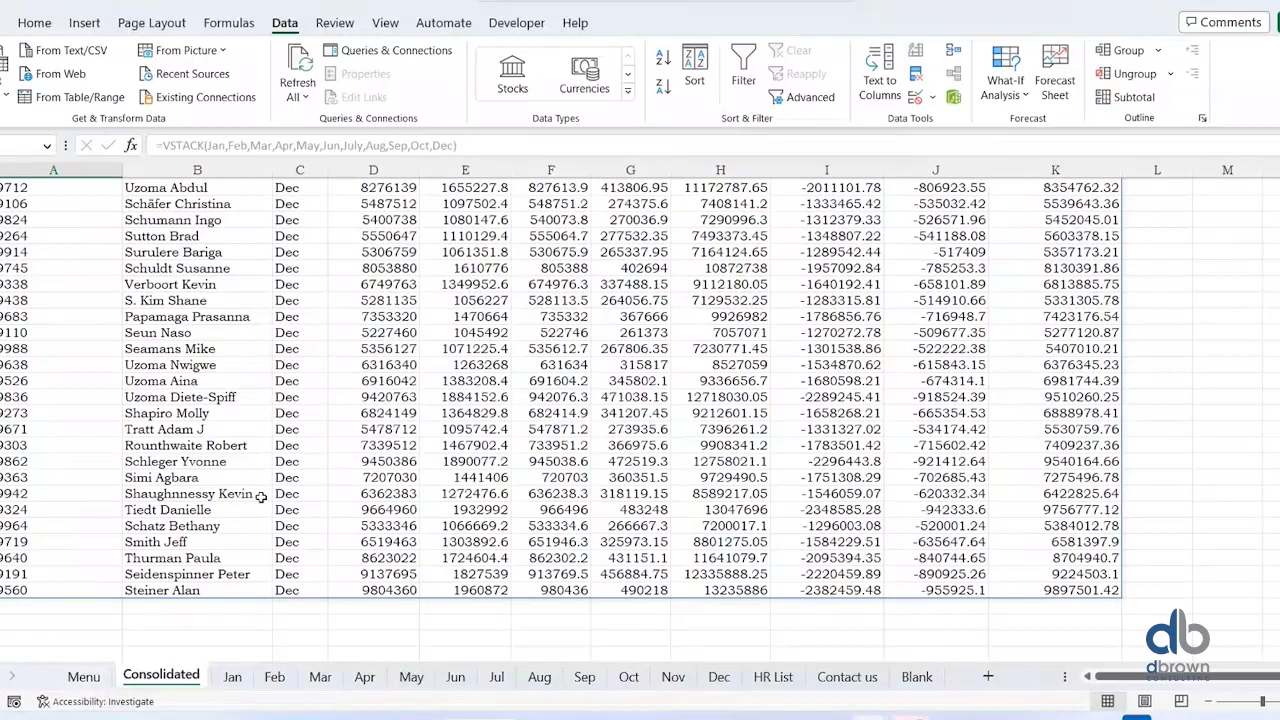 Home Insert Page Layout Formulas Data Review View Automate Developer Help Comments
From Text/CSV From Picture Queries & Connections Clear Group
From Web Recent Sources Properties Reapply Ungroup
From Table/Range Existing Connections Edit Links Advanced Subtotal
Refresh All Stocks Currencies Sort Filter Text to Columns What-If Analysis Forecast Sheet
Get & Transform Data Queries & Connections Data Types Sort & Filter Data Tools Forecast Outline
fx =VSTACK(Jan,Feb,Mar,Apr,May,Jun,July,Aug,Sep,Oct,Dec)
A B C D E F G H I J K L M
9712 Uzoma Abdul Dec 8276139 1655227.8 827613.9 413806.95 11172787.65 -2011101.78 -806923.55 8354762.32
9106 Schäfer Christina Dec 5487512 1097502.4 548751.2 274375.6 7408141.2 -1333465.42 -535032.42 5539643.36
9824 Schumann Ingo Dec 5400738 1080147.6 540073.8 270036.9 7290996.3 -1312379.33 -526571.96 5452045.01
9264 Sutton Brad Dec 5550647 1110129.4 555064.7 277532.35 7493373.45 -1348807.22 -541188.08 5603378.15
9914 Surulere Bariga Dec 5306759 1061351.8 530675.9 265337.95 7164124.65 -1289542.44 -517409 5357173.21
9745 Schuldt Susanne Dec 8053880 1610776 805388 402694 10872738 -1957092.84 -785253.3 8130391.86
9338 Verboort Kevin Dec 6749763 1349952.6 674976.3 337488.15 9112180.05 -1640192.41 -658101.89 6813885.75
9438 S. Kim Shane Dec 5281135 1056227 528113.5 264056.75 7129532.25 -1283315.81 -514910.66 5331305.78
9683 Papamaga Prasanna Dec 7353320 1470664 735332 367666 9926982 -1786856.76 -716948.7 7423176.54
9110 Seun Naso Dec 5227460 1045492 522746 261373 7057071 -1270272.78 -509677.35 5277120.87
9988 Seamans Mike Dec 5356127 1071225.4 535612.7 267806.35 7230771.45 -1301538.86 -522222.38 5407010.21
9638 Uzoma Nwigwe Dec 6316340 1263268 631634 315817 8527059 -1534870.62 -615843.15 6376345.23
9526 Uzoma Aina Dec 6916042 1383208.4 691604.2 345802.1 9336656.7 -1680598.21 -674314.1 6981744.39
9836 Uzoma Diete-Spiff Dec 9420763 1884152.6 942076.3 471038.15 12718030.05 -2289245.41 -918524.39 9510260.25
9273 Shapiro Molly Dec 6824149 1364829.8 682414.9 341207.45 9212601.15 -1658268.21 -665354.53 6888978.41
9671 Tratt Adam J Dec 5478712 1095742.4 547871.2 273935.6 7396261.2 -1331327.02 -534174.42 5530759.76
9303 Rounthwaite Robert Dec 7339512 1467902.4 733951.2 366975.6 9908341.2 -1783501.42 -715602.42 7409237.36
9862 Schleger Yvonne Dec 9450386 1890077.2 945038.6 472519.3 12758021.1 -2296443.8 -921412.64 9540164.66
9363 Simi Agbara Dec 7207030 1441406 720703 360351.5 9729490.5 -1751308.29 -702685.43 7275496.78
9942 Shaughnnessy Kevin Dec 6362383 1272476.6 636238.3 318119.15 8589217.05 -1546059.07 -620332.34 6422825.64
9324 Tiedt Danielle Dec 9664960 1932992 966496 483248 13047696 -2348585.28 -942333.6 9756777.12
9964 Schatz Bethany Dec 5333346 1066669.2 533334.6 266667.3 7200017.1 -1296003.08 -520001.24 5384012.78
9719 Smith Jeff Dec 6519463 1303892.6 651946.3 325973.15 8801275.05 -1584229.51 -635647.64 6581397.9
9640 Thurman Paula Dec 8623022 1724604.4 862302.2 431151.1 11641079.7 -2095394.35 -840744.65 8704940.7
9191 Seidenspinner Peter Dec 9137695 1827539 913769.5 456884.75 12335888.25 -2220459.89 -890925.26 9224503.1
9560 Steiner Alan Dec 9804360 1960872 980436 490218 13235886 -2382459.48 -955925.1 9897501.42
db
dbrown
CONSULTING
Menu Consolidated Jan Feb Mar Apr May Jun Jul Aug Sep Oct Nov Dec HR List Contact us Blank
Accessibility: Investigate